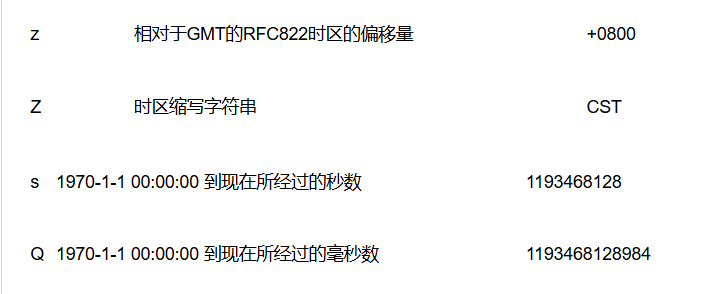 z 相对于GMT的RFC822时区的偏移量 +0800
Z 时区缩写字符串 CST
s 1970-1-1 00:00:00 到现在所经过的秒数 1193468128
Q 1970-1-1 00:00:00 到现在所经过的毫秒数 1193468128984